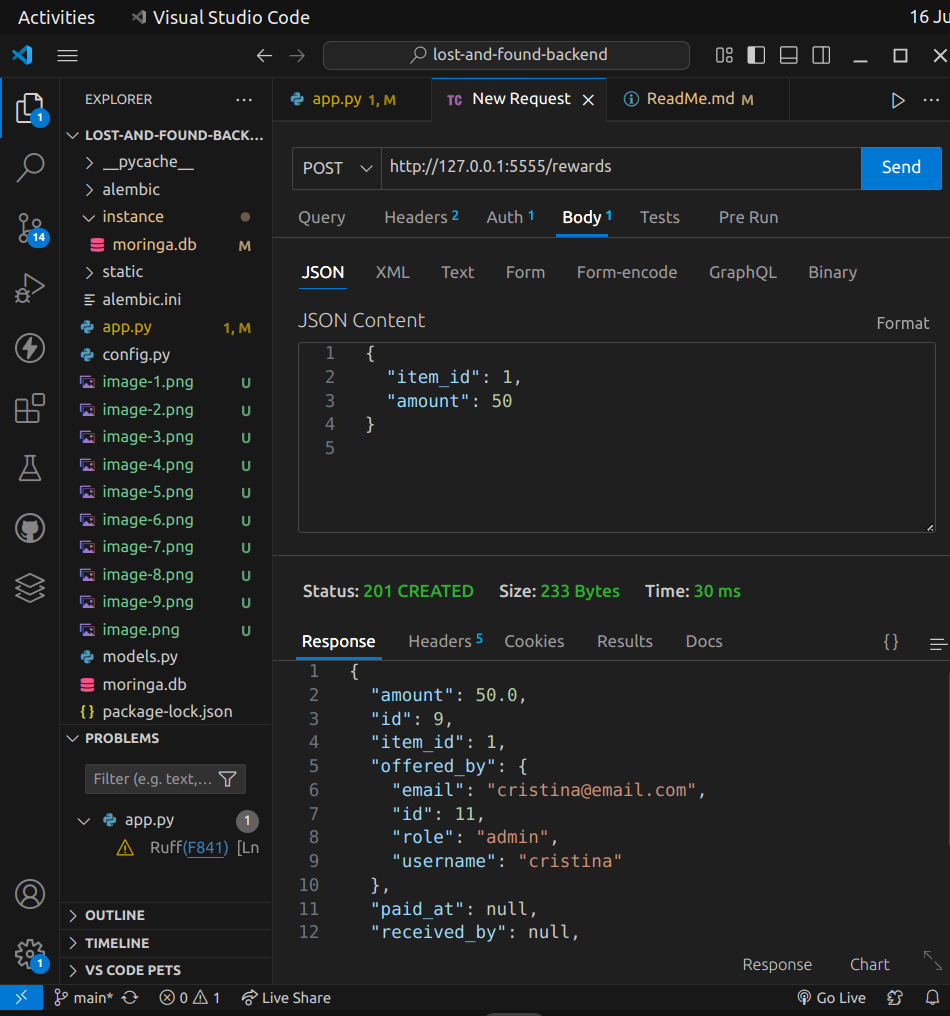 Activities Visual Studio Code 16 Ju
lost-and-found-backend
EXPLORER
app.py 1, M
TC New Request
ReadMe.md M
LOST-AND-FOUND-BACK...
__pycache__
alembic
instance
moringa.db M
static
alembic.ini
app.py 1, M
config.py
image-1.png U
image-2.png U
image-3.png U
image-4.png U
image-5.png U
image-6.png U
image-7.png U
image-8.png U
image-9.png U
image.png U
models.py
moringa.db
{} package-lock.json
PROBLEMS
Filter (e.g. text,...
app.py 1
Ruff(F841) [Ln
OUTLINE
TIMELINE
VS CODE PETS
1
14
1
POST http://127.0.0.1:5555/rewards Send
Query Headers 2 Auth 1 Body 1 Tests Pre Run
JSON XML Text Form Form-encode GraphQL Binary
JSON Content
Format
1 {
2 "item_id": 1,
3 "amount": 50
4 }
5
Status: 201 CREATED Size: 233 Bytes Time: 30 ms
Response Headers 5 Cookies Results Docs {}
1 {
2 "amount": 50.0,
3 "id": 9,
4 "item_id": 1,
5 "offered_by": {
6 "email": "cristina@email.com",
7 "id": 11,
8 "role": "admin",
9 "username": "cristina"
10 },
11 "paid_at": null,
12 "received_by": null,
Response Chart
main* 0 1 Live Share Go Live